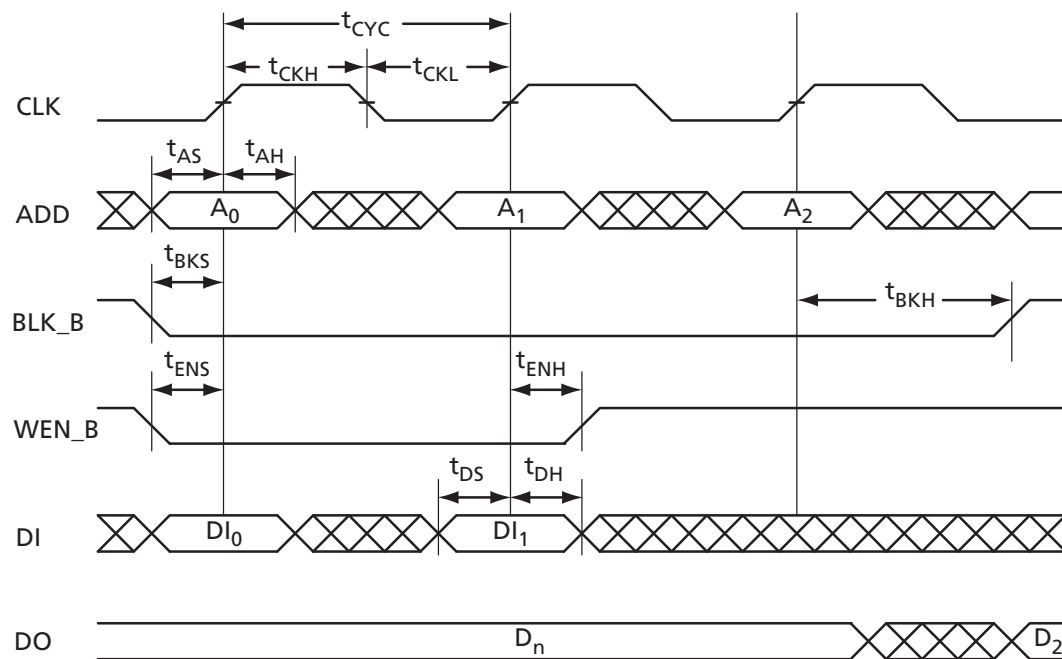 tCYC
tCKH tCKL
CLK
tAS tAH
ADD A0 A1 A2
tBKS
BLK_B tBKH
tENS tENH
WEN_B
tDS tDH
DI DI0 DI1
DO Dn D2